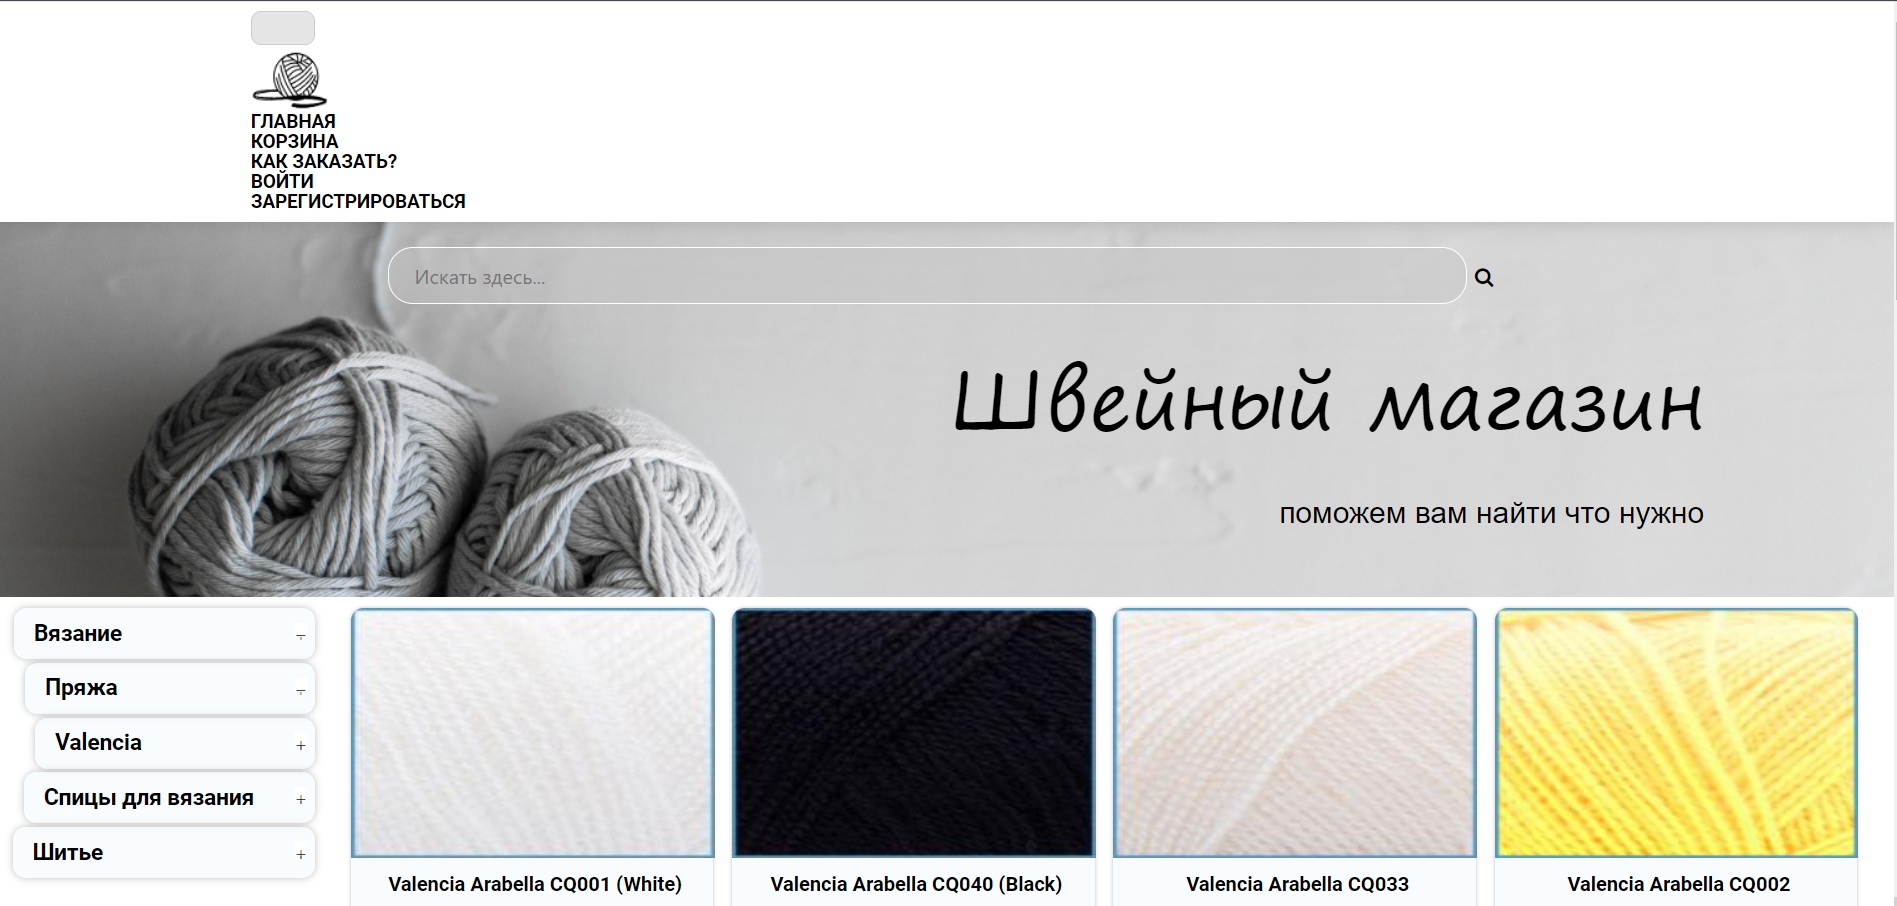 ГЛАВНАЯ
КОРЗИНА
КАК ЗАКАЗАТЬ?
ВОЙТИ
ЗАРЕГИСТРИРОВАТЬСЯ
Искать здесь...
Швейный магазин
поможем вам найти что нужно
Вязание
Пряжа
Valencia
Спицы для вязания
Шитье
Valencia Arabella CQ001 (White)
Valencia Arabella CQ040 (Black)
Valencia Arabella CQ033
Valencia Arabella CQ002